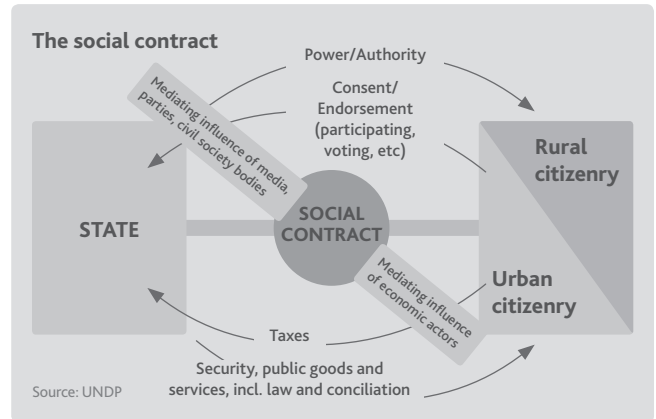 The social contract
Power/Authority
Consent/
Endorsement
(participating,
voting, etc)
Mediating influence of media,
parties, civil society bodies
Rural
citizenry
STATE
SOCIAL
CONTRACT
Mediating influence
of economic actors
Urban
citizenry
Taxes
Security, public goods and
services, incl. law and conciliation
Source: UNDP